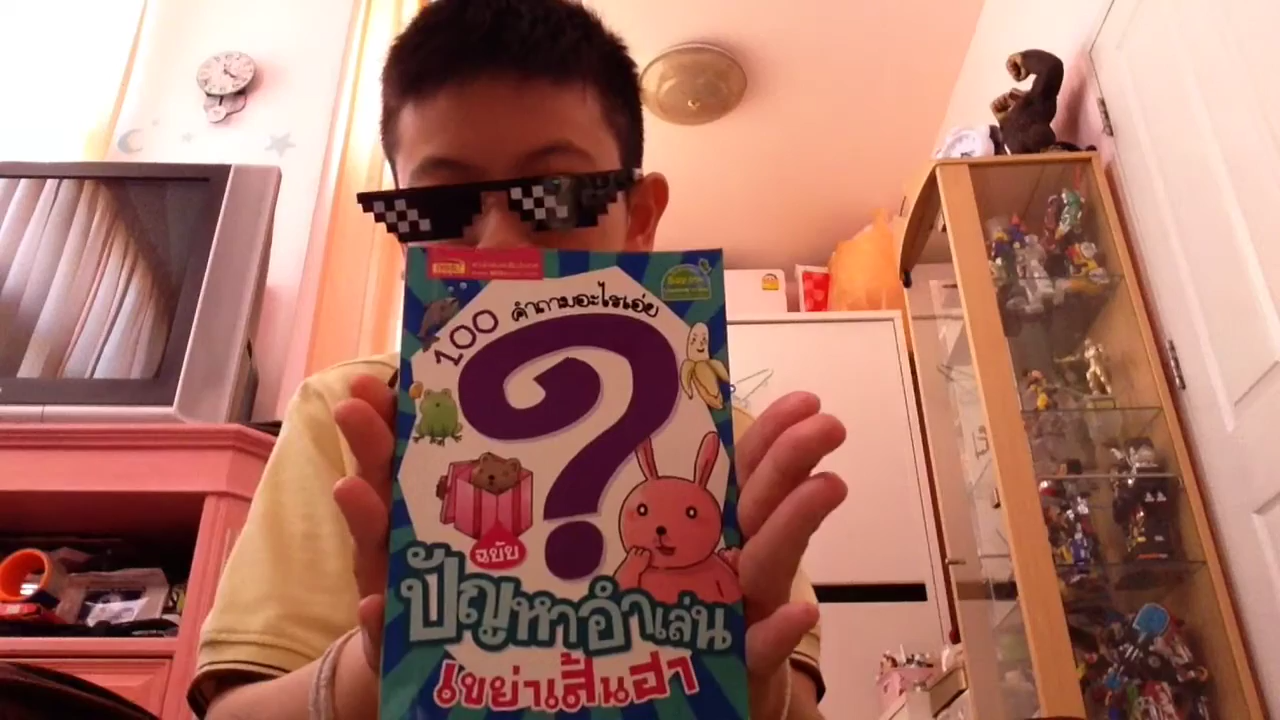 100 คำถามอะไรเอ่ย
?
ฉบับ
ปัญหาอำเล่น
เขย่าเส้นฮา